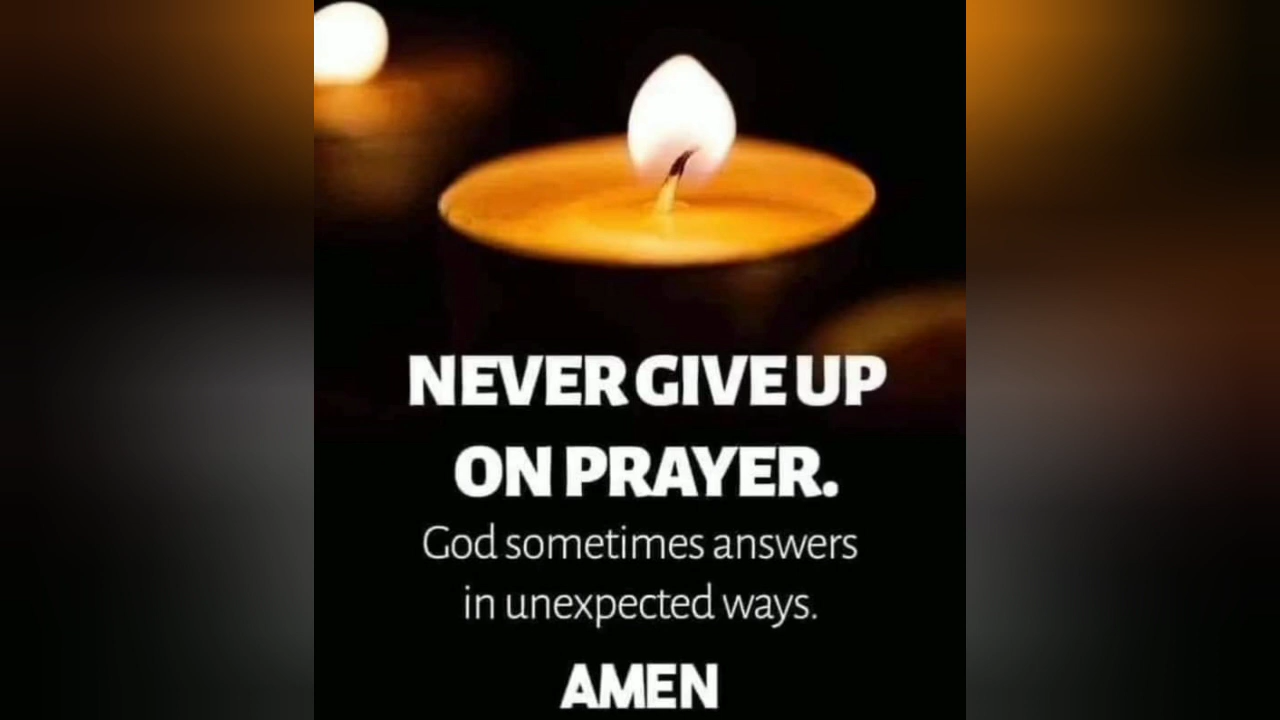 NEVER GIVE UP
ON PRAYER.
God sometimes answers
in unexpected ways.
AMEN